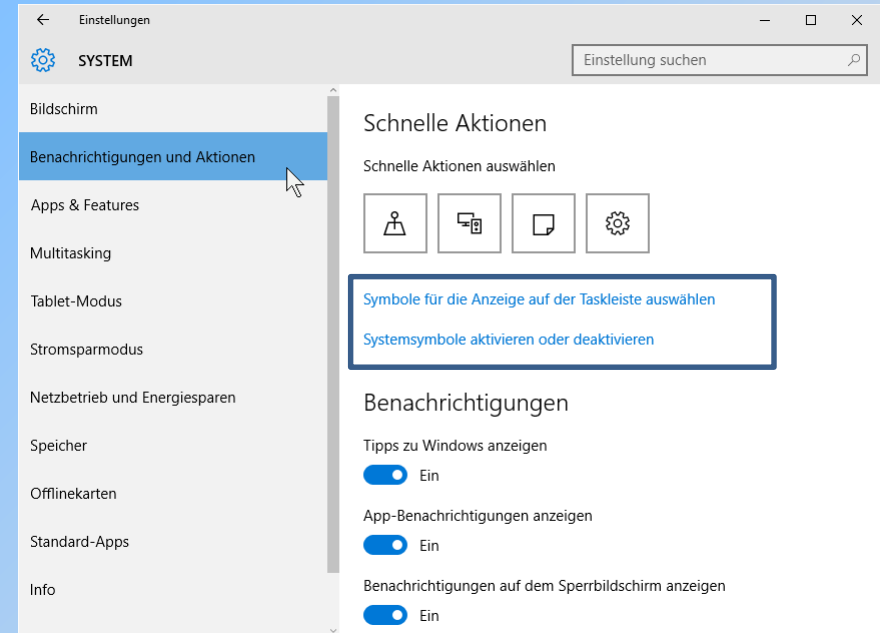 Einstellungen
SYSTEM
Einstellung suchen
Bildschirm
Benachrichtigungen und Aktionen
Apps & Features
Multitasking
Tablet-Modus
Stromsparmodus
Netzbetrieb und Energiesparen
Speicher
Offlinekarten
Standard-Apps
Info
Schnelle Aktionen
Schnelle Aktionen auswählen
Symbole für die Anzeige auf der Taskleiste auswählen
Systemsymbole aktivieren oder deaktivieren
Benachrichtigungen
Tipps zu Windows anzeigen
Ein
App-Benachrichtigungen anzeigen
Ein
Benachrichtigungen auf dem Sperrbildschirm anzeigen
Ein